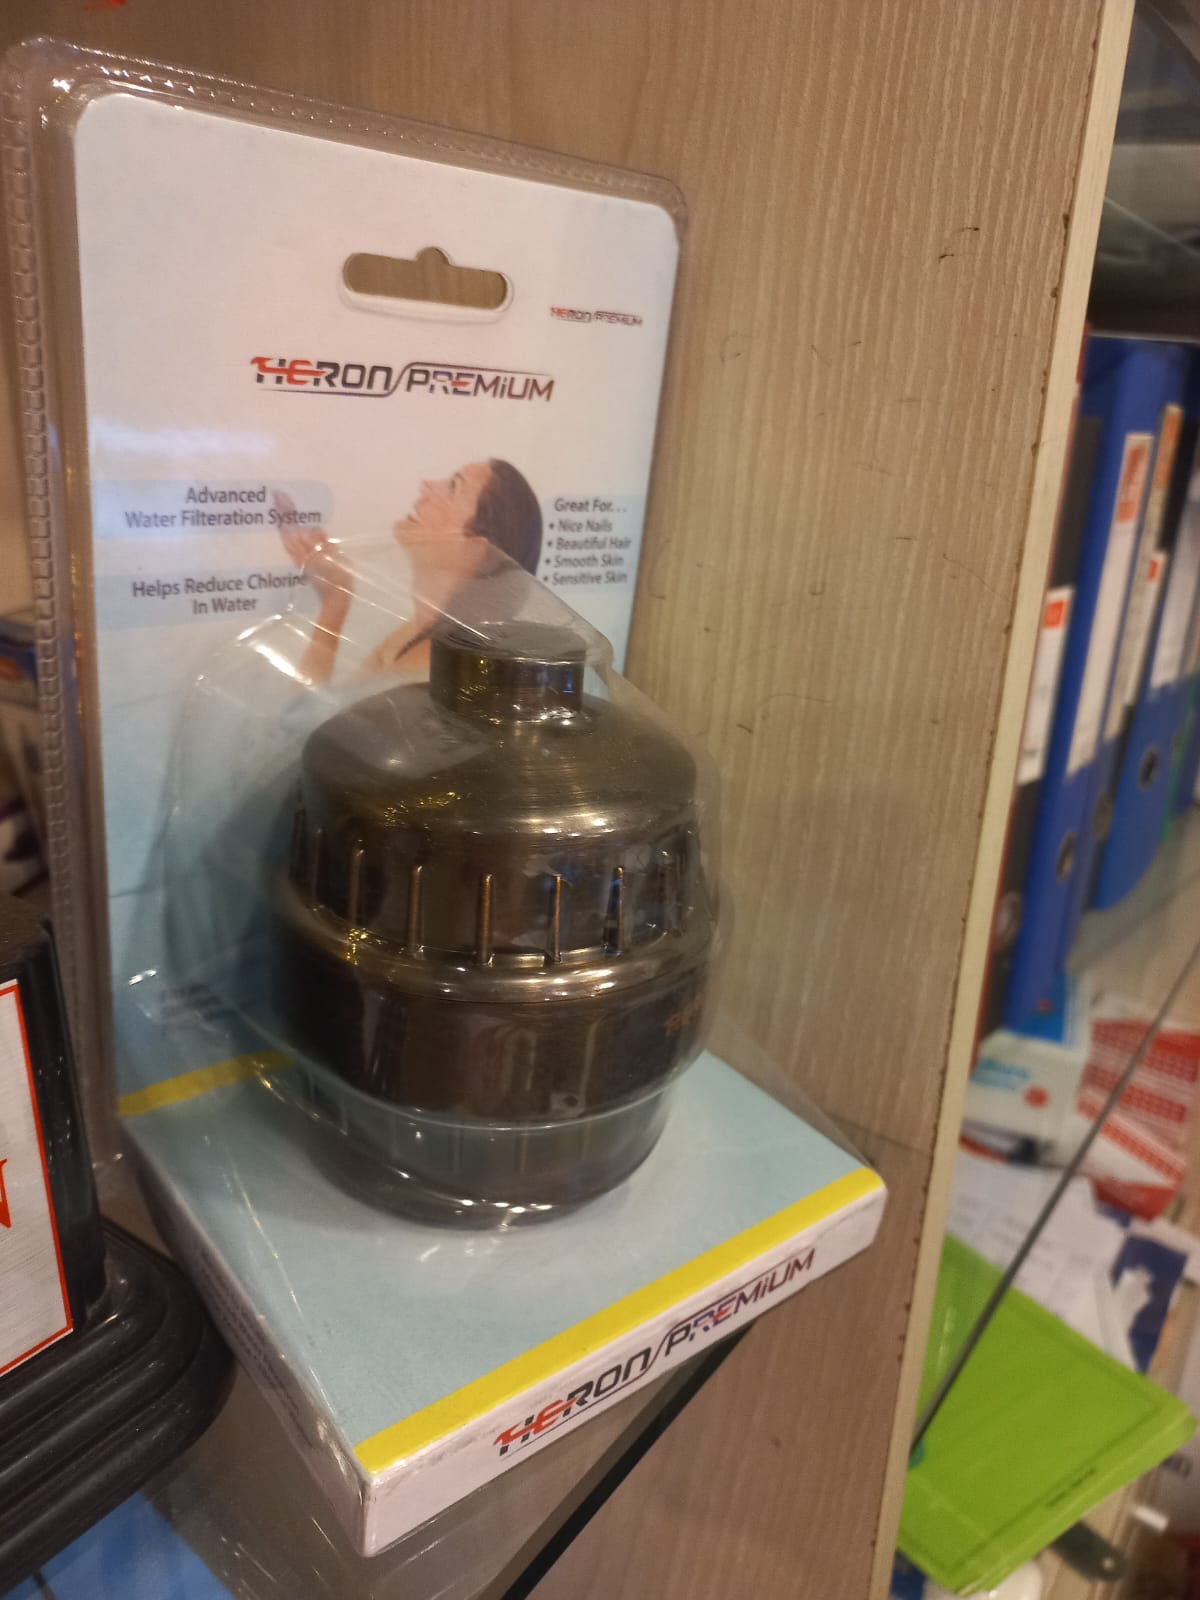 HERON PREMIUM
HERON PREMIUM
Advanced
Water Filteration System
Helps Reduce Chlorine
In Water
Great For...
• Nice Nails
• Beautiful Hair
• Smooth Skin
• Sensitive Skin
HERON PREMIUM